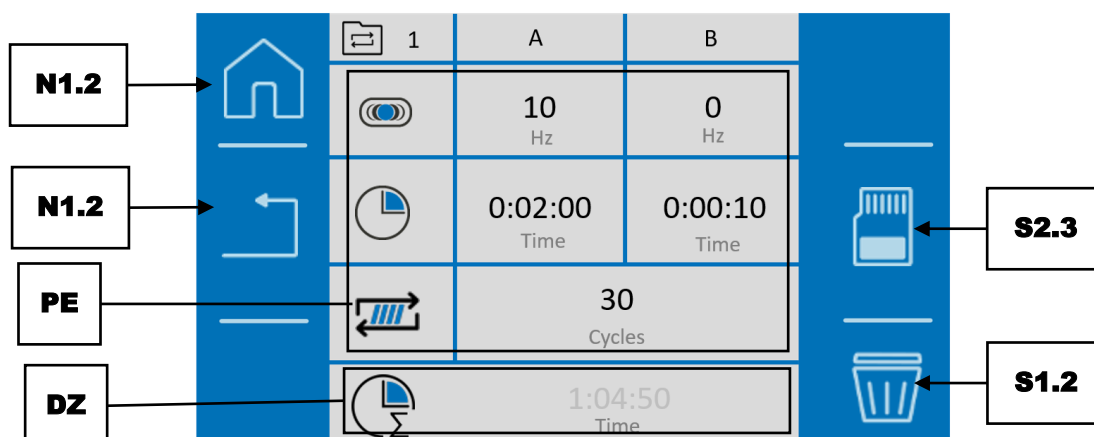 1 A B
N1.2
10 0
Hz Hz
N1.2
0:02:00 0:00:10
Time Time
S2.3
PE
30
Cycles
S1.2
DZ
1:04:50
Time